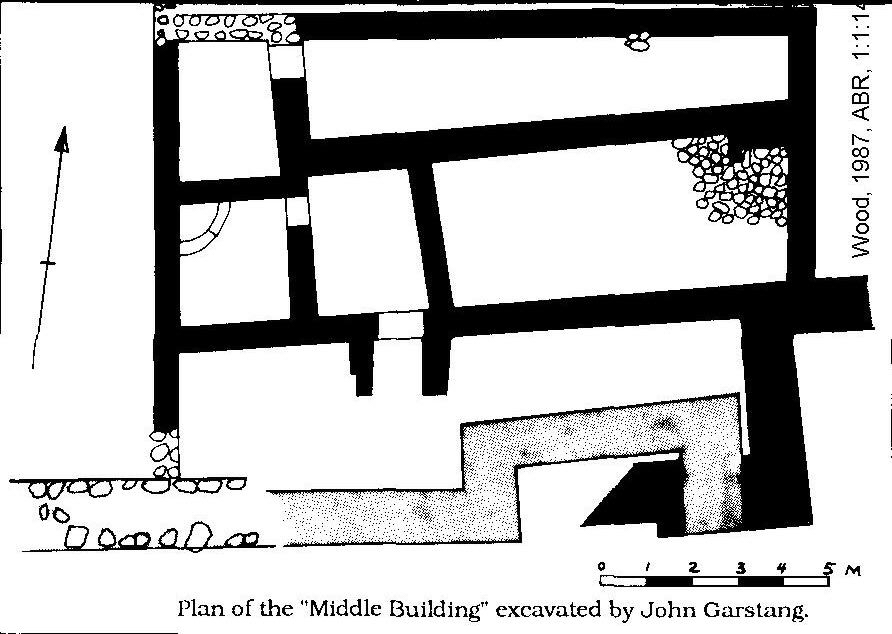 Wood, 1987, ABR, 1:1:14
0 1 2 3 4 5 M
Plan of the "Middle Building" excavated by John Garstang.